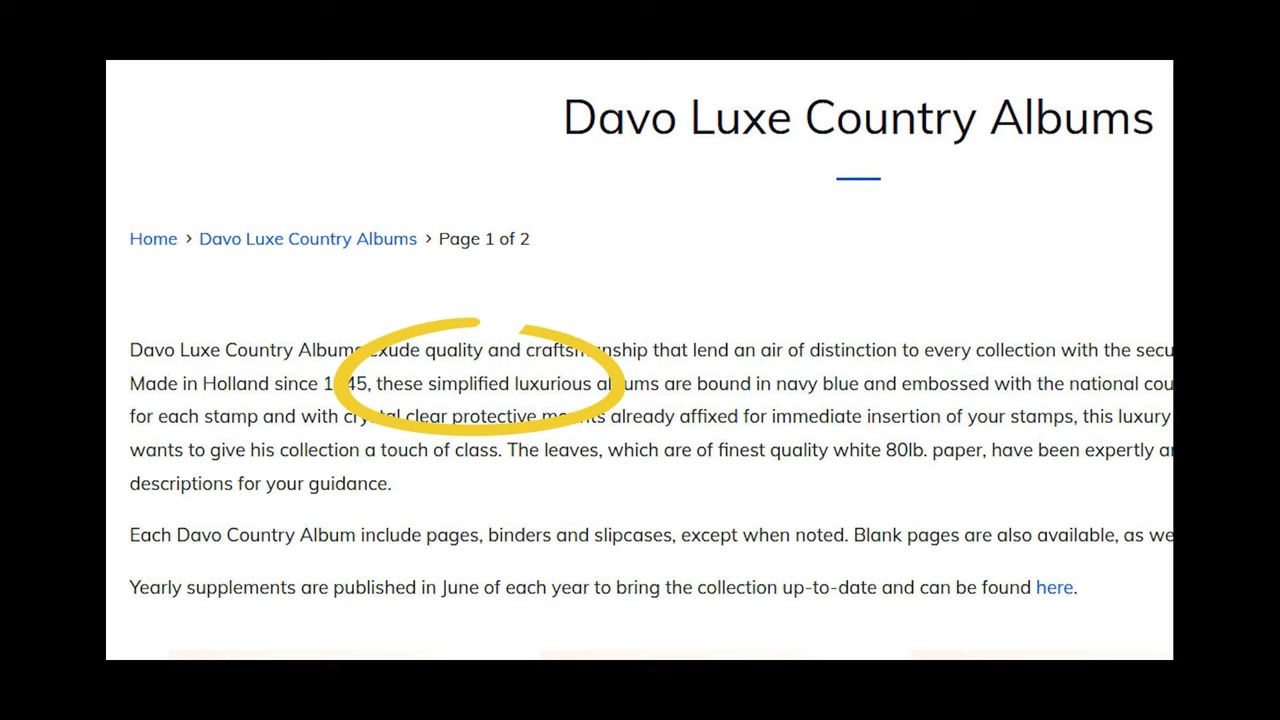 Davo Luxe Country Albums
Home > Davo Luxe Country Albums > Page 1 of 2
Davo Luxe Country Albums exude quality and craftsmanship that lend an air of distinction to every collection with the
Made in Holland since 1945, these simplified luxurious albums are bound in navy blue and embossed with the national
for each stamp and with crystal clear protective mounts already affixed for immediate insertion of your stamps, this luxury
wants to give his collection a touch of class. The leaves, which are of finest quality white 80lb. paper, have been expertly
descriptions for your guidance.
Each Davo Country Album include pages, binders and slipcases, except when noted. Blank pages are also available, as
Yearly supplements are published in June of each year to bring the collection up-to-date and can be found here.